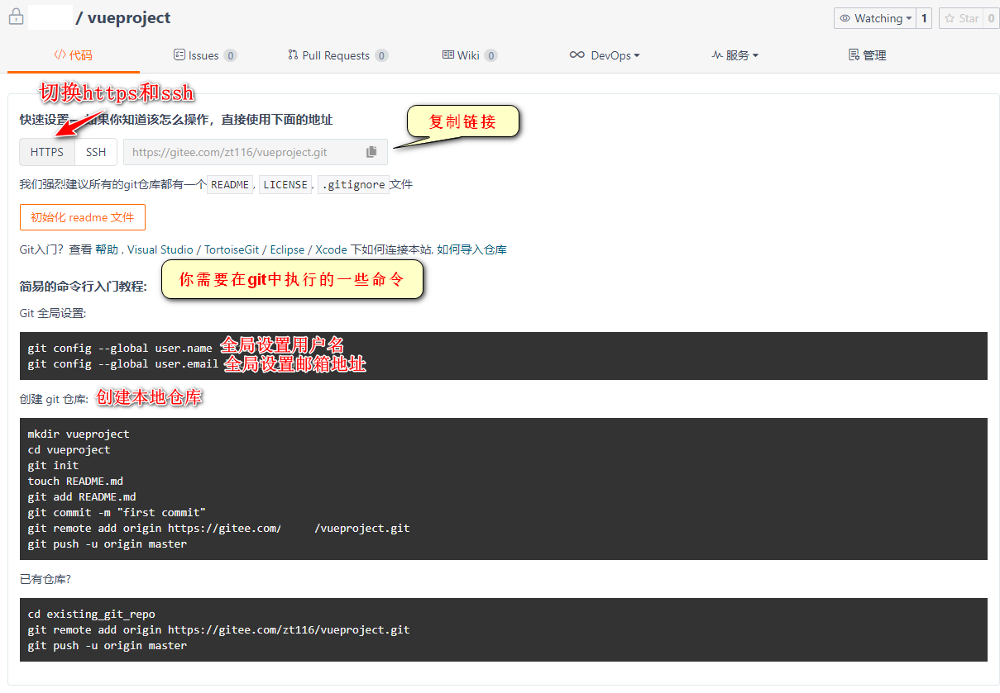 / vueproject
Watching 1 Star 0
代码 Issues 0 Pull Requests 0 Wiki 0 DevOps 服务 管理
切换https和ssh
快速设置— 如果你知道该怎么操作，直接使用下面的地址
复制链接
HTTPS SSH https://gitee.com/zt116/vueproject.git
我们强烈建议所有的git仓库都有一个 README , LICENSE , .gitignore 文件
初始化 readme 文件
Git入门？查看 帮助 , Visual Studio / TortoiseGit / Eclipse / Xcode 下如何连接本站, 如何导入仓库
你需要在git中执行的一些命令
简易的命令行入门教程:
Git 全局设置:
git config --global user.name 全局设置用户名
git config --global user.email 全局设置邮箱地址
创建 git 仓库: 创建本地仓库
mkdir vueproject
cd vueproject
git init
touch README.md
git add README.md
git commit -m "first commit"
git remote add origin https://gitee.com/ /vueproject.git
git push -u origin master
已有仓库?
cd existing_git_repo
git remote add origin https://gitee.com/zt116/vueproject.git
git push -u origin master